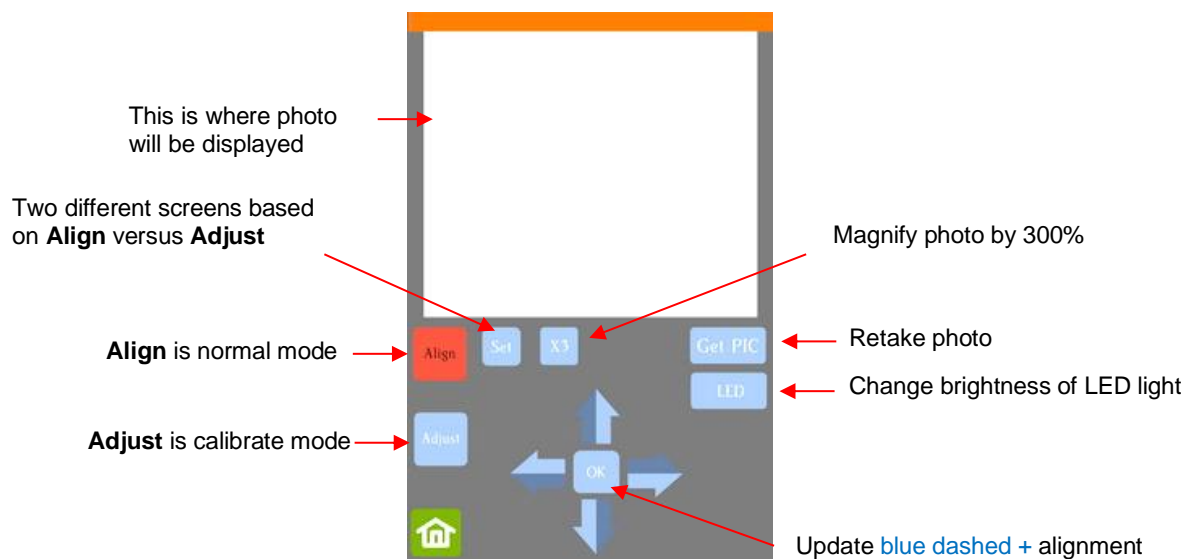 This is where photo
will be displayed
Two different screens based
on Align versus Adjust
Magnify photo by 300%
Align is normal mode
Align
Set
X3
Get PIC
Retake photo
LED
Change brightness of LED light
Adjust is calibrate mode
Adjust
OK
Update blue dashed + alignment